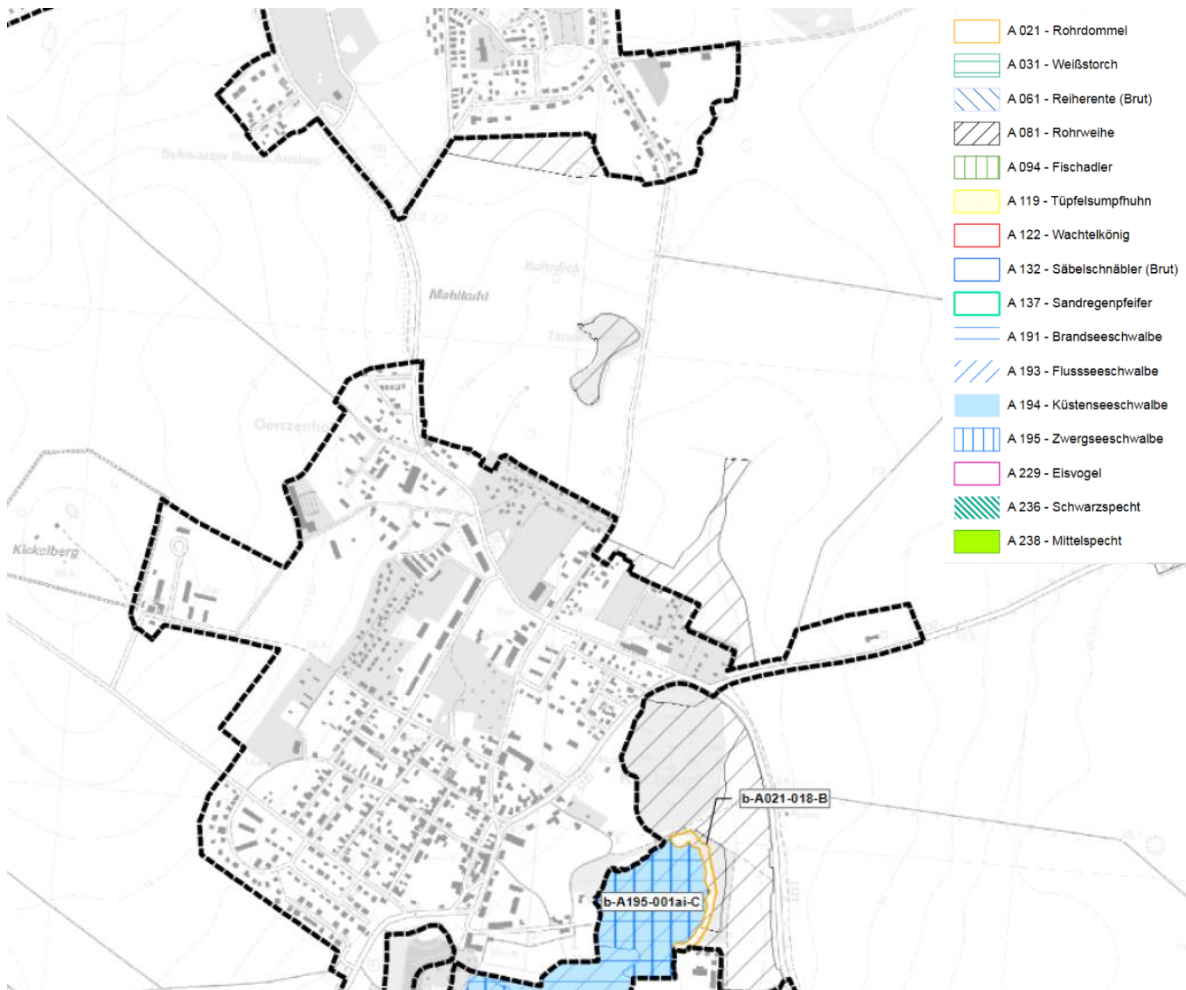 A 021 - Rohrdommel
A 031 - Weißstorch
A 061 - Reiherente (Brut)
A 081 - Rohrweihe
A 094 - Fischadler
A 119 - Tüpfelsumpfhuhn
A 122 - Wachtelkönig
A 132 - Säbelschnäbler (Brut)
A 137 - Sandregenpfeifer
A 191 - Brandseeschwalbe
A 193 - Flussseeschwalbe
A 194 - Küstenseeschwalbe
A 195 - Zwergseeschwalbe
A 229 - Eisvogel
A 236 - Schwarzspecht
A 238 - Mittelspecht
Schwarzer Busch Ausbau
Mahlkuhl
Kickelberg
b-A021-018-B
b-A195-001ai-C